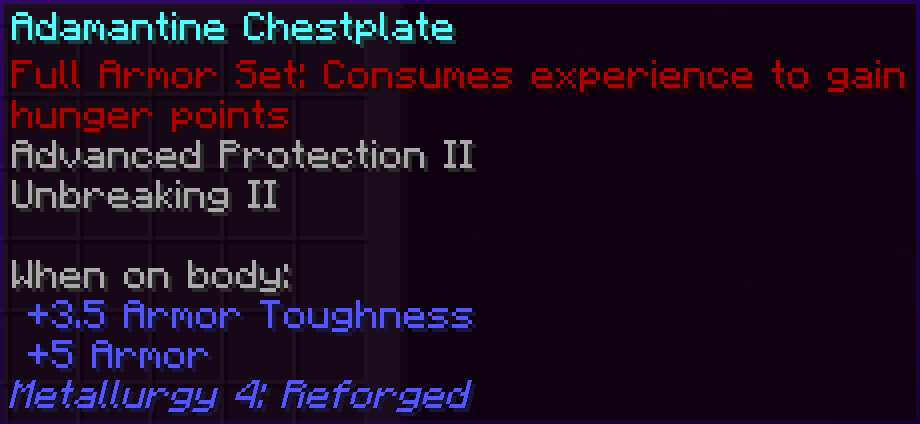 Adamantine Chestplate
Full Armor Set: Consumes experience to gain
hunger points
Advanced Protection II
Unbreaking II
When on body:
+3.5 Armor Toughness
+5 Armor
Metallurgy 4: Reforged